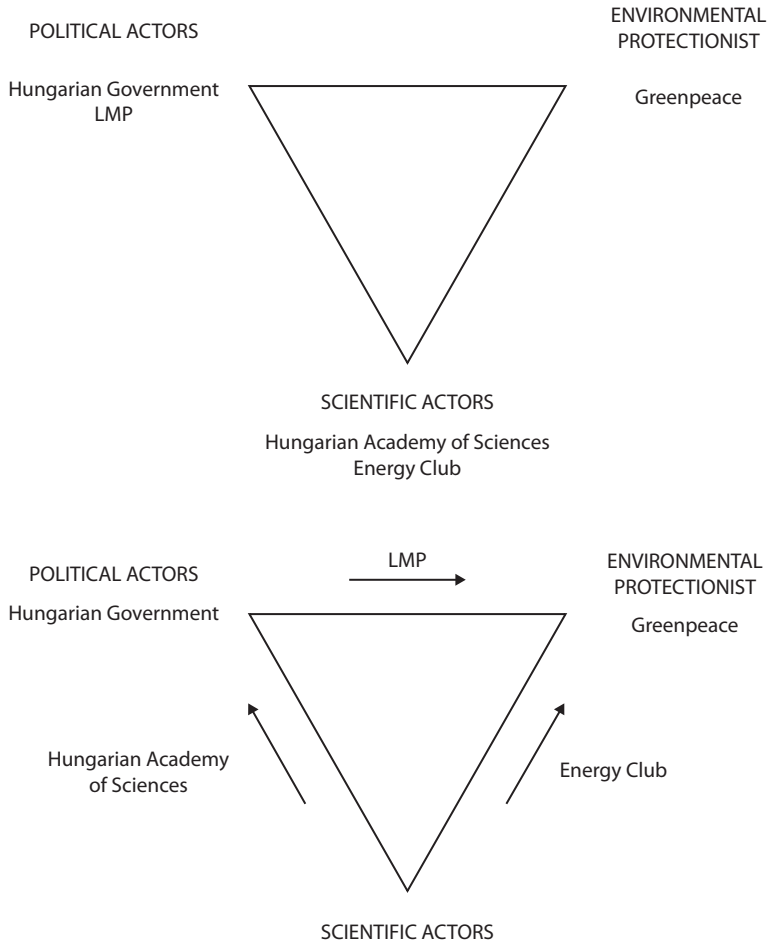 POLITICAL ACTORS
ENVIRONMENTAL
PROTECTIONIST
Hungarian Government
LMP
Greenpeace
SCIENTIFIC ACTORS
Hungarian Academy of Sciences
Energy Club
LMP
POLITICAL ACTORS
ENVIRONMENTAL
PROTECTIONIST
Hungarian Government
Greenpeace
Hungarian Academy
of Sciences
Energy Club
SCIENTIFIC ACTORS